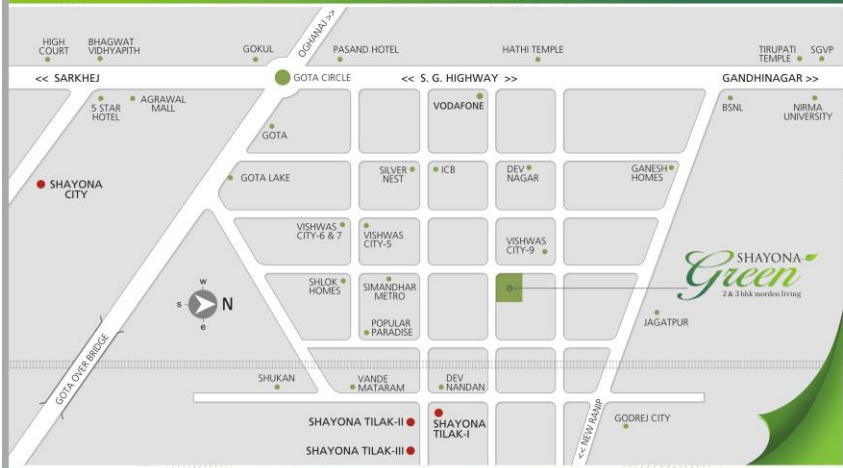 OGHANAJ >>
HIGH
COURT
BHAGWAT
VIDHYAPITH
GOKUL
PASAND HOTEL
HATHI TEMPLE
TIRUPATI
TEMPLE
SGVP
<< SARKHEJ
GOTA CIRCLE
<< S. G. HIGHWAY >>
GANDHINAGAR >>
5 STAR
HOTEL
AGRAWAL
MALL
VODAFONE
BSNL
NIRMA
UNIVERSITY
GOTA
SHAYONA
CITY
GOTA LAKE
SILVER
NEST
ICB
DEV
NAGAR
GANESH
HOMES
VISHWAS
CITY-6 & 7
VISHWAS
CITY-5
VISHWAS
CITY-9
SHAYONA
Green
2 & 3 bhk morden living
w
s
N
e
SHLOK
HOMES
SIMANDHAR
METRO
POPULAR
PARADISE
JAGATPUR
GOTA OVER BRIDGE
SHUKAN
VANDE
MATARAM
DEV
NANDAN
<< NEW RANIP
SHAYONA TILAK-II
SHAYONA
TILAK-I
GODREJ CITY
SHAYONA TILAK-III